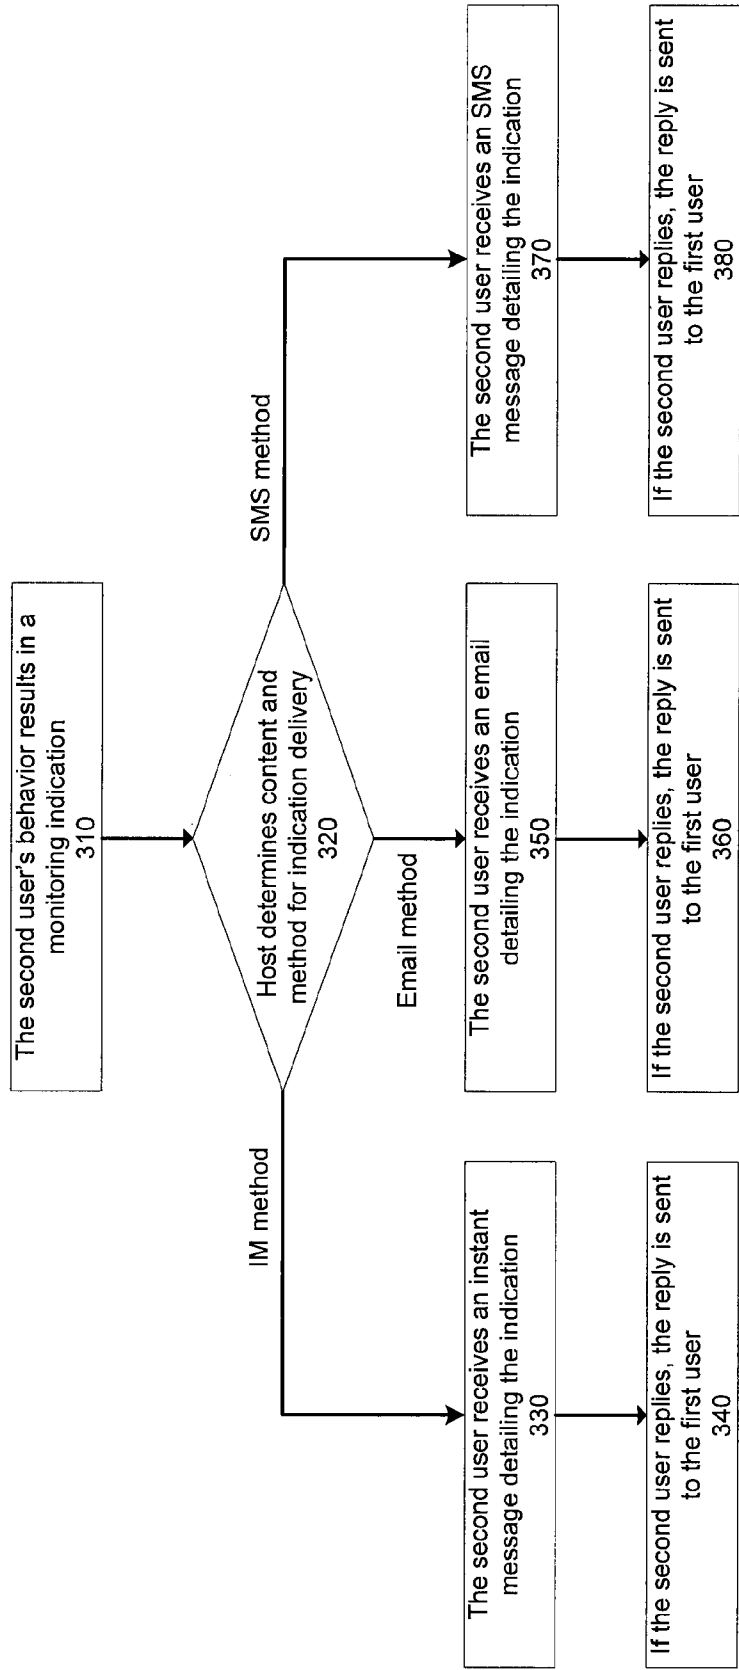 The second user's behavior results in a
monitoring indication
310
Host determines content and
method for indication delivery
320
IM method
Email method
SMS method
The second user receives an instant
message detailing the indication
330
The second user receives an email
detailing the indication
350
The second user receives an SMS
message detailing the indication
370
If the second user replies, the reply is sent
to the first user
340
If the second user replies, the reply is sent
to the first user
360
If the second user replies, the reply is sent
to the first user
380